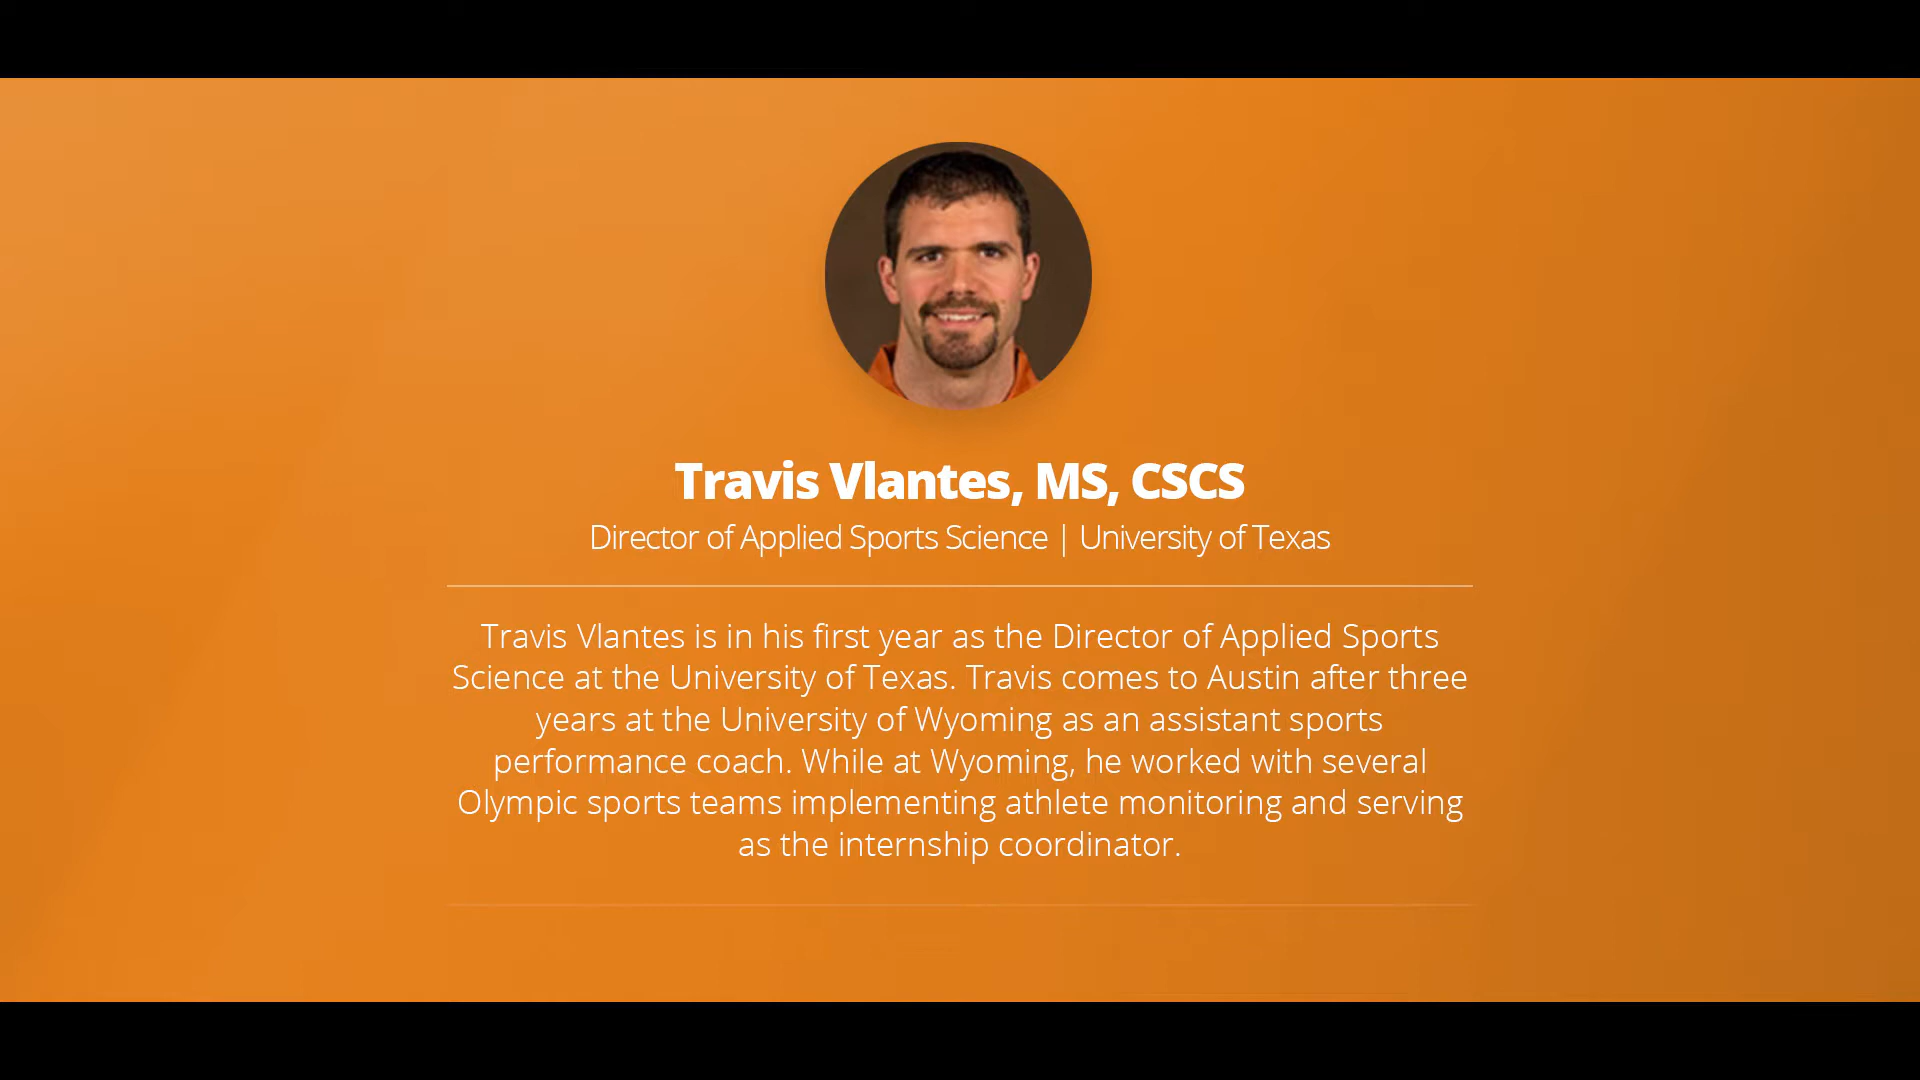 Travis Vlantes, MS, CSCS
Director of Applied Sports Science | University of Texas
Travis Vlantes is in his first year as the Director of Applied Sports
Science at the University of Texas. Travis comes to Austin after three
years at the University of Wyoming as an assistant sports
performance coach. While at Wyoming, he worked with several
Olympic sports teams implementing athlete monitoring and serving
as the internship coordinator.